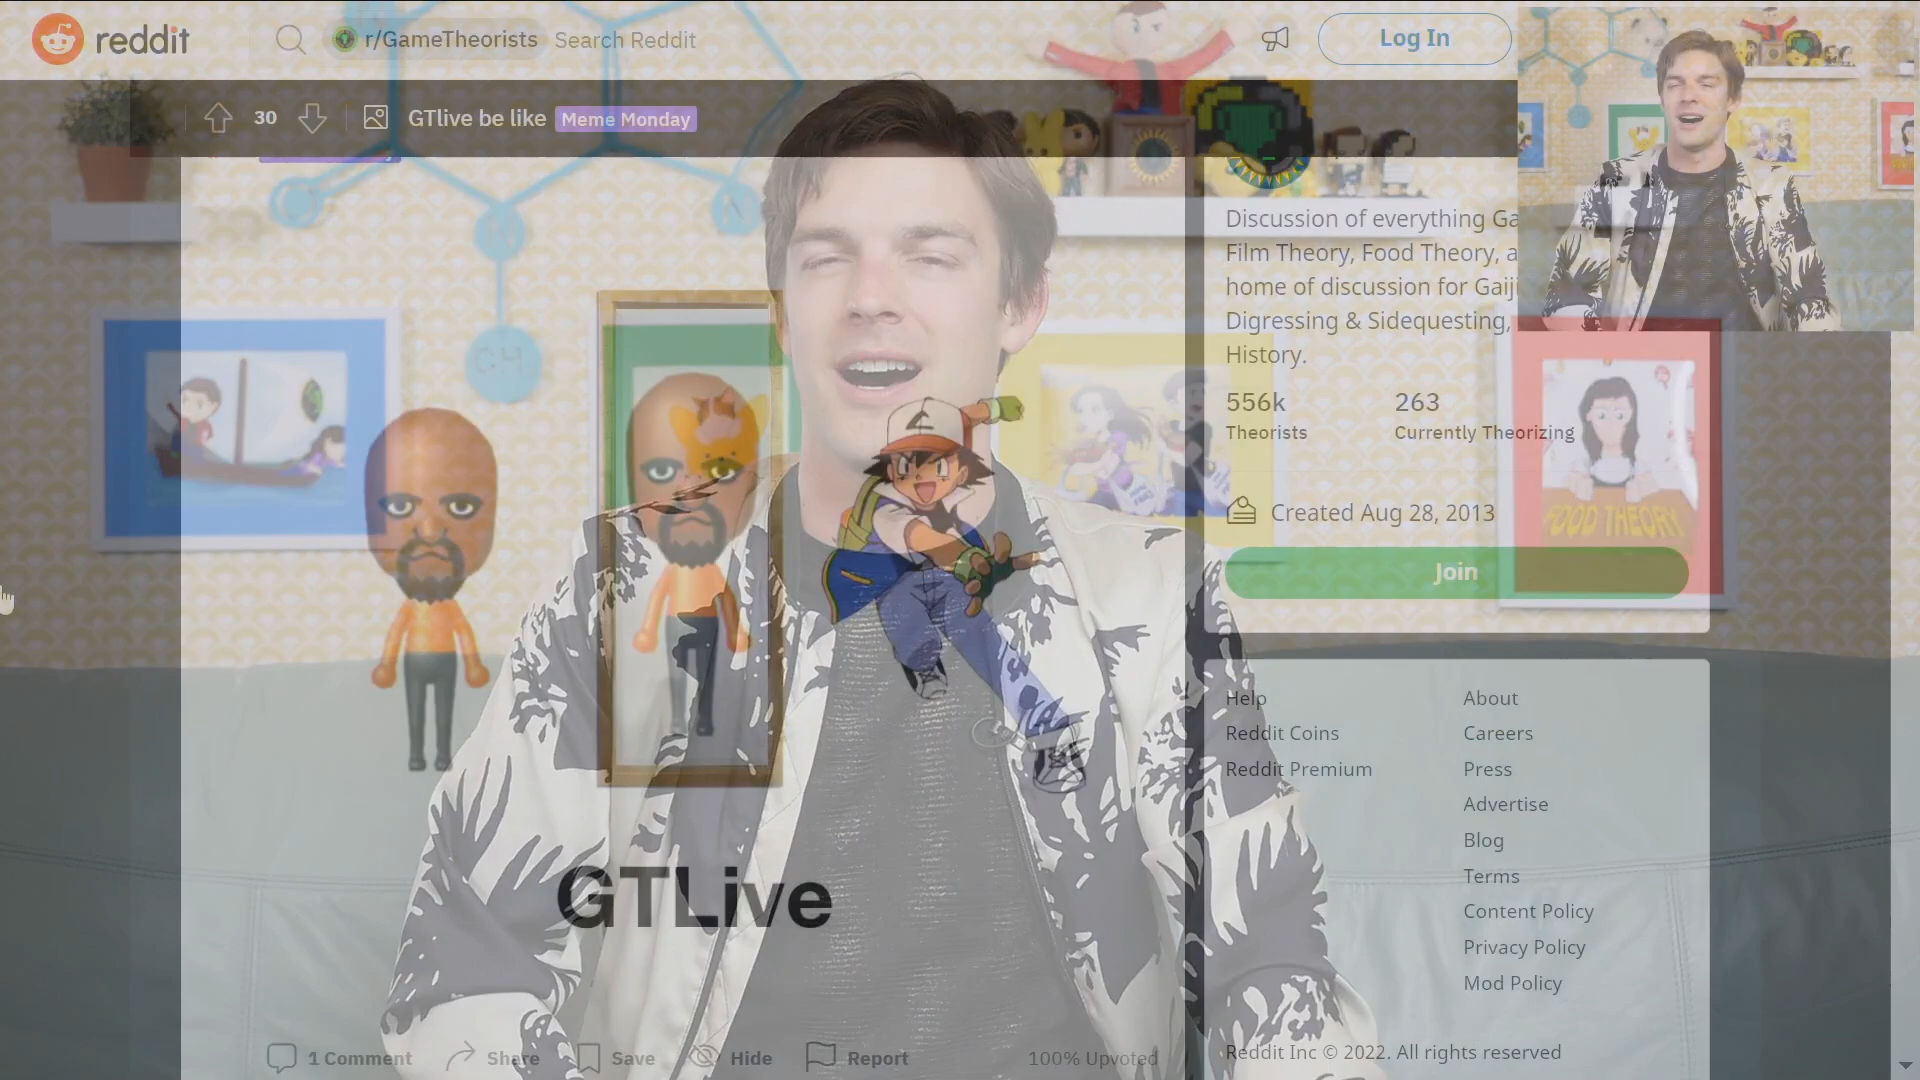 reddit
r/GameTheorists Search Reddit
Log In
30
GTlive be like Meme Monday
Discussion of everything Ga
Film Theory, Food Theory, a
home of discussion for Gaij
Digressing & Sidequesting,
History.
556k 263
Theorists Currently Theorizing
CH
Created Aug 28, 2013
FOOD THEORY
Join
Help About
Reddit Coins Careers
Reddit Premium Press
Advertise
Blog
Terms
Content Policy
Privacy Policy
Mod Policy
GTLive
1 Comment Share Save Hide Report 100% Upvoted
Reddit Inc © 2022. All rights reserved